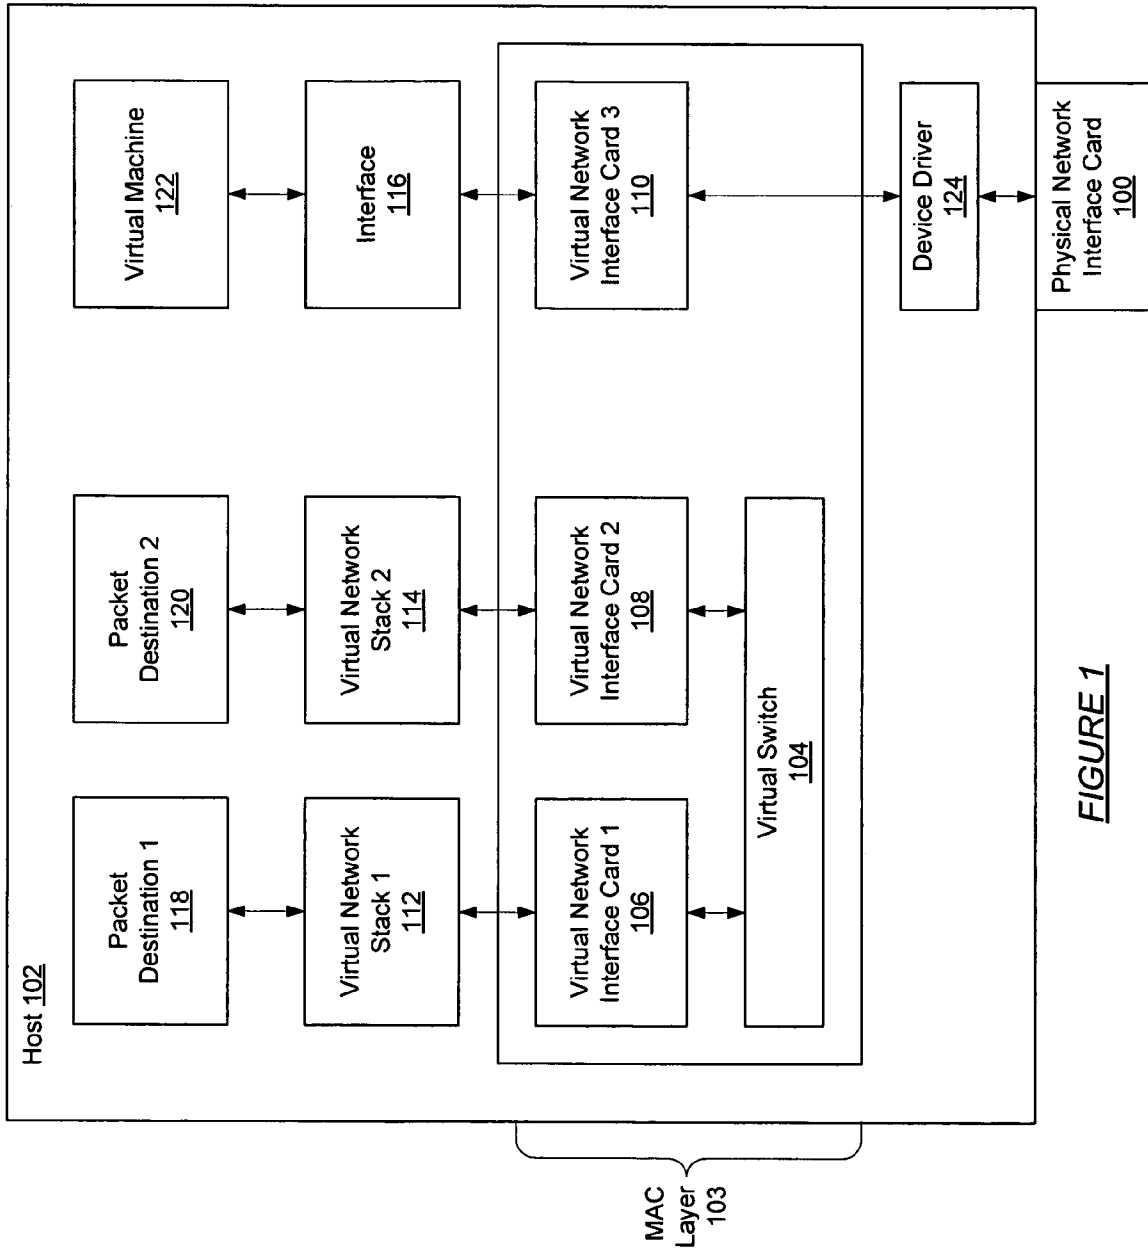 Host 102
Packet
Destination 1
118
Packet
Destination 2
120
Virtual Machine
122
Virtual Network
Stack 1
112
Virtual Network
Stack 2
114
Interface
116
MAC
Layer
103
Virtual Network
Interface Card 1
106
Virtual Network
Interface Card 2
108
Virtual Network
Interface Card 3
110
Virtual Switch
104
Device Driver
124
Physical Network
Interface Card
100
FIGURE 1